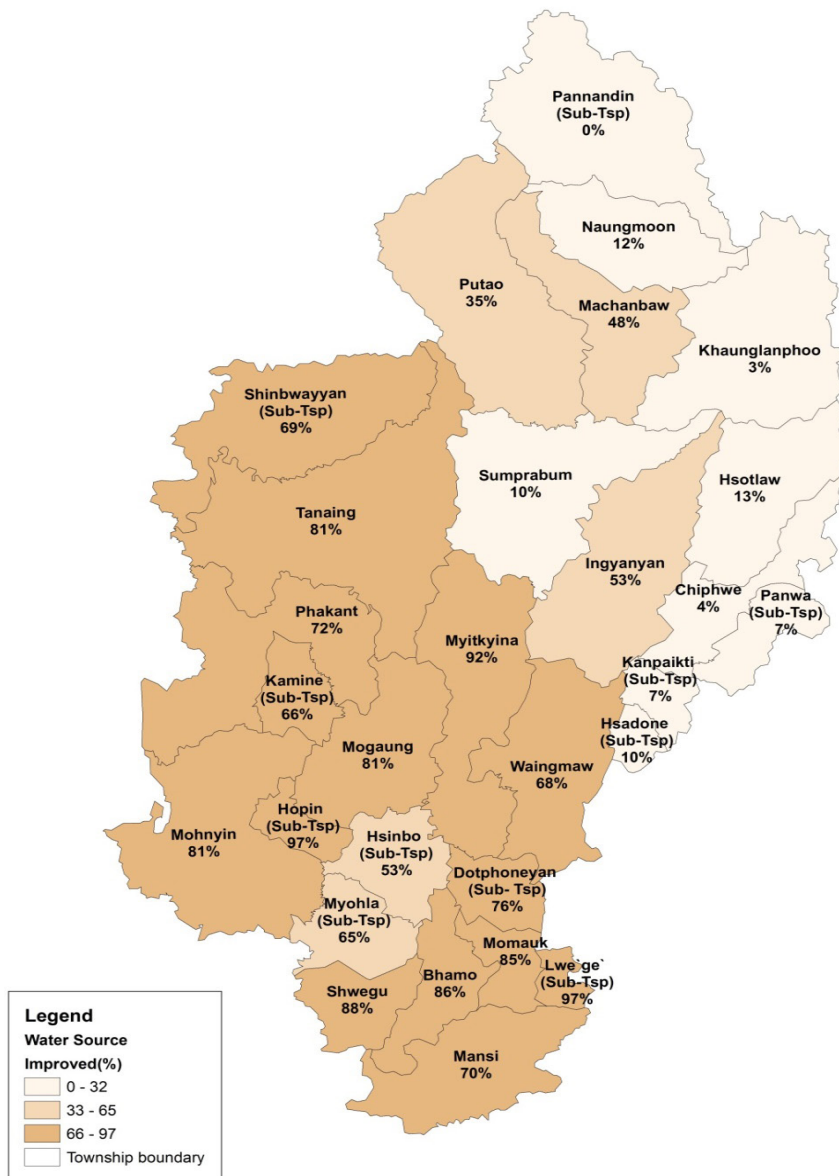 Pannandin
(Sub-Tsp)
0%
Naungmoon
12%
Putao
35%
Machanbaw
48%
Khaunglanphoo
3%
Shinbwayyan
(Sub-Tsp)
69%
Sumprabum
10%
Hsotlaw
13%
Tanaing
81%
Ingyanyan
53%
Chiphwe
4%
Panwa
(Sub-Tsp)
7%
Phakant
72%
Myitkyina
92%
Kanpaikti
(Sub-Tsp)
7%
Kamine
(Sub-Tsp)
66%
Hsadone
(Sub-Tsp)
10%
Mogaung
81%
Waingmaw
68%
Hopin
(Sub-Tsp)
97%
Mohnyin
81%
Hsinbo
(Sub-Tsp)
53%
Dotphoneyan
(Sub- Tsp)
76%
Myohla
(Sub-Tsp)
65%
Momauk
85%
Lwe`ge`
(Sub-Tsp)
97%
Bhamo
86%
Shwegu
88%
Mansi
70%
Legend
Water Source
Improved(%)
0 - 32
33 - 65
66 - 97
Township boundary